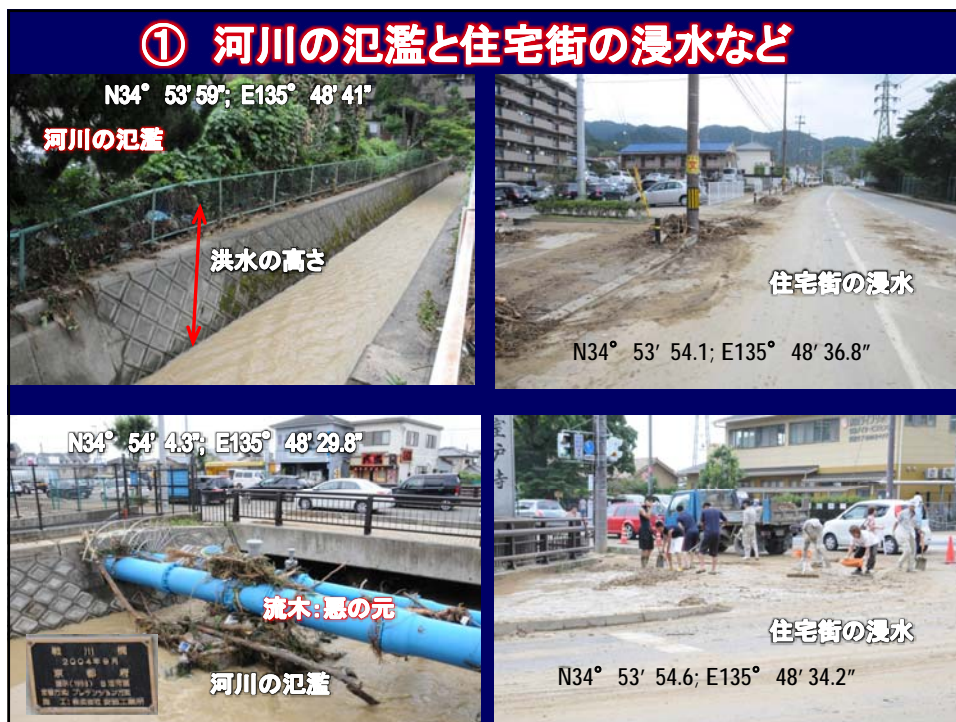 ① 河川の氾濫と住宅街の浸水など
N34° 53' 59"; E135° 48' 41"
河川の氾濫
洪水の高さ
住宅街の浸水
N34° 53' 54.1; E135° 48' 36.8"
N34° 54' 4.3"; E135° 48' 29.8"
流木：悪の元
河川の氾濫
戦川橋
2004年9月
京都府
住宅街の浸水
N34° 53' 54.6; E135° 48' 34.2"